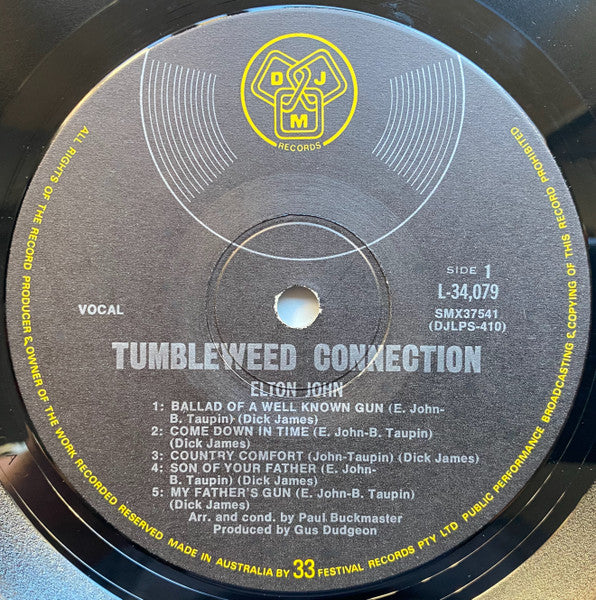 D J M
RECORDS
SIDE 1
L-34,079
SMX37541
(DJLPS-410)
VOCAL
TUMBLEWEED CONNECTION
ELTON JOHN
1: BALLAD OF A WELL KNOWN GUN (E. John-
B. Taupin) (Dick James)
2: COME DOWN IN TIME (E. John-B. Taupin)
(Dick James)
3: COUNTRY COMFORT (John-Taupin) (Dick James)
4: SON OF YOUR FATHER (E. John-
B. Taupin) (Dick James)
5: MY FATHER'S GUN (E. John-B. Taupin)
(Dick James)
Arr. and cond. by Paul Buckmaster
Produced by Gus Dudgeon
ALL RIGHTS OF THE RECORD PRODUCER & OWNER OF THE WORK RECORDED RESERVED MADE IN AUSTRALIA BY 33 FESTIVAL RECORDS PTY LTD PUBLIC PERFORMANCE BROADCASTING & COPYING OF THIS RECORD PROHIBITED